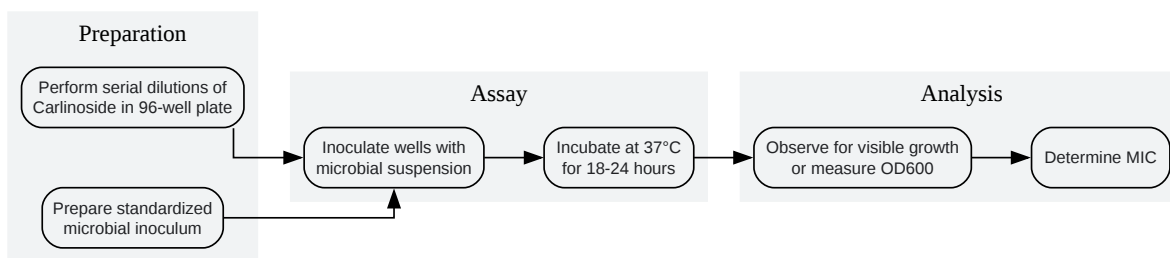 Preparation
Perform serial dilutions of
Carlinoside in 96-well plate
Prepare standardized
microbial inoculum
Assay
Inoculate wells with
microbial suspension
Incubate at 37°C
for 18-24 hours
Analysis
Observe for visible growth
or measure OD600
Determine MIC